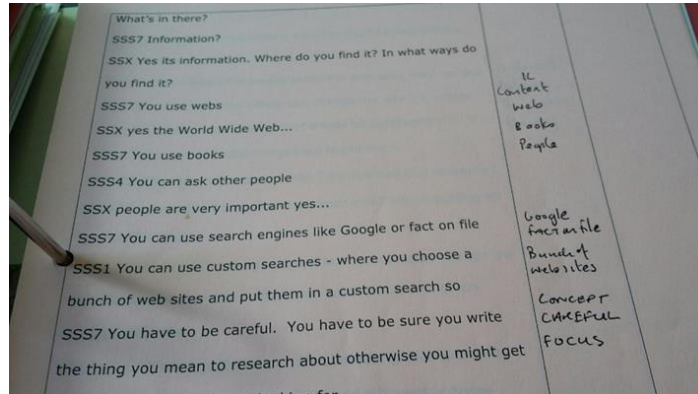 What's in there?
SSS7 Information?
SSX Yes its information. Where do you find it? In what ways do
you find it?
SSS7 You use webs
SSX yes the World Wide Web...
SSS7 You use books
SSS4 You can ask other people
SSX people are very important yes...
SSS7 You can use search engines like Google or fact on file
SSS1 You can use custom searches - where you choose a
bunch of web sites and put them in a custom search so
SSS7 You have to be careful. You have to be sure you write
the thing you mean to research about otherwise you might get
IL
Content
Web
Books
People
Google
fact on file
Bunch of
websites
CONCEPT
CAREFUL
FOCUS